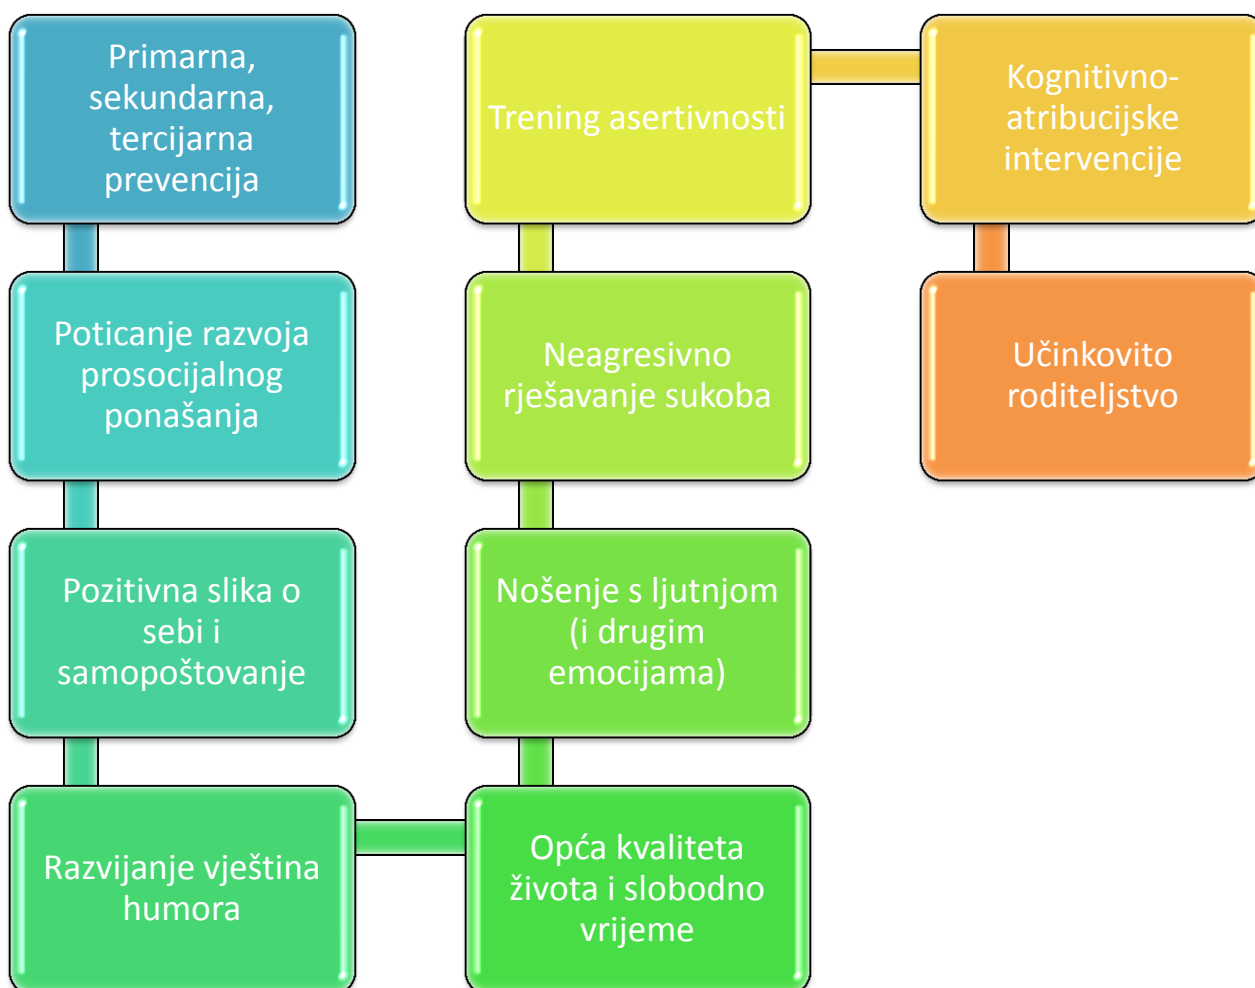 Primarna,
sekundarna,
tercijarna
prevencija
Poticanje razvoja
prosocijalnog
ponašanja
Pozitivna slika o
sebi i
samopoštovanje
Razvijanje vještina
humora
Opća kvaliteta
života i slobodno
vrijeme
Nošenje s ljutnjom
(i drugim
emocijama)
Neagresivno
rješavanje sukoba
Trening asertivnosti
Kognitivno-
atribucijske
intervencije
Učinkovito
roditeljstvo